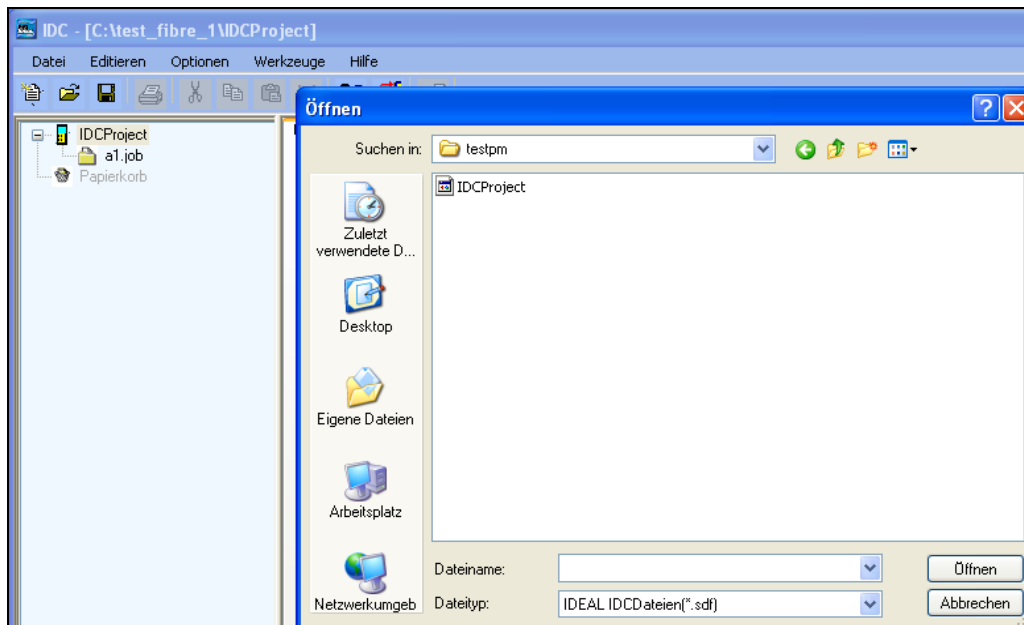 IDC - [C:\test_fibre_1\IDCProject]
Datei Editieren Optionen Werkzeuge Hilfe
Öffnen
IDCProject
a1.job
Papierkorb
Suchen in: testpm
IDCProject
Zuletzt
verwendete D...
Desktop
Eigene Dateien
Arbeitsplatz
Netzwerkumgeb
Dateiname:
Öffnen
Dateityp: IDEAL IDCDateien(*.sdf)
Abbrechen